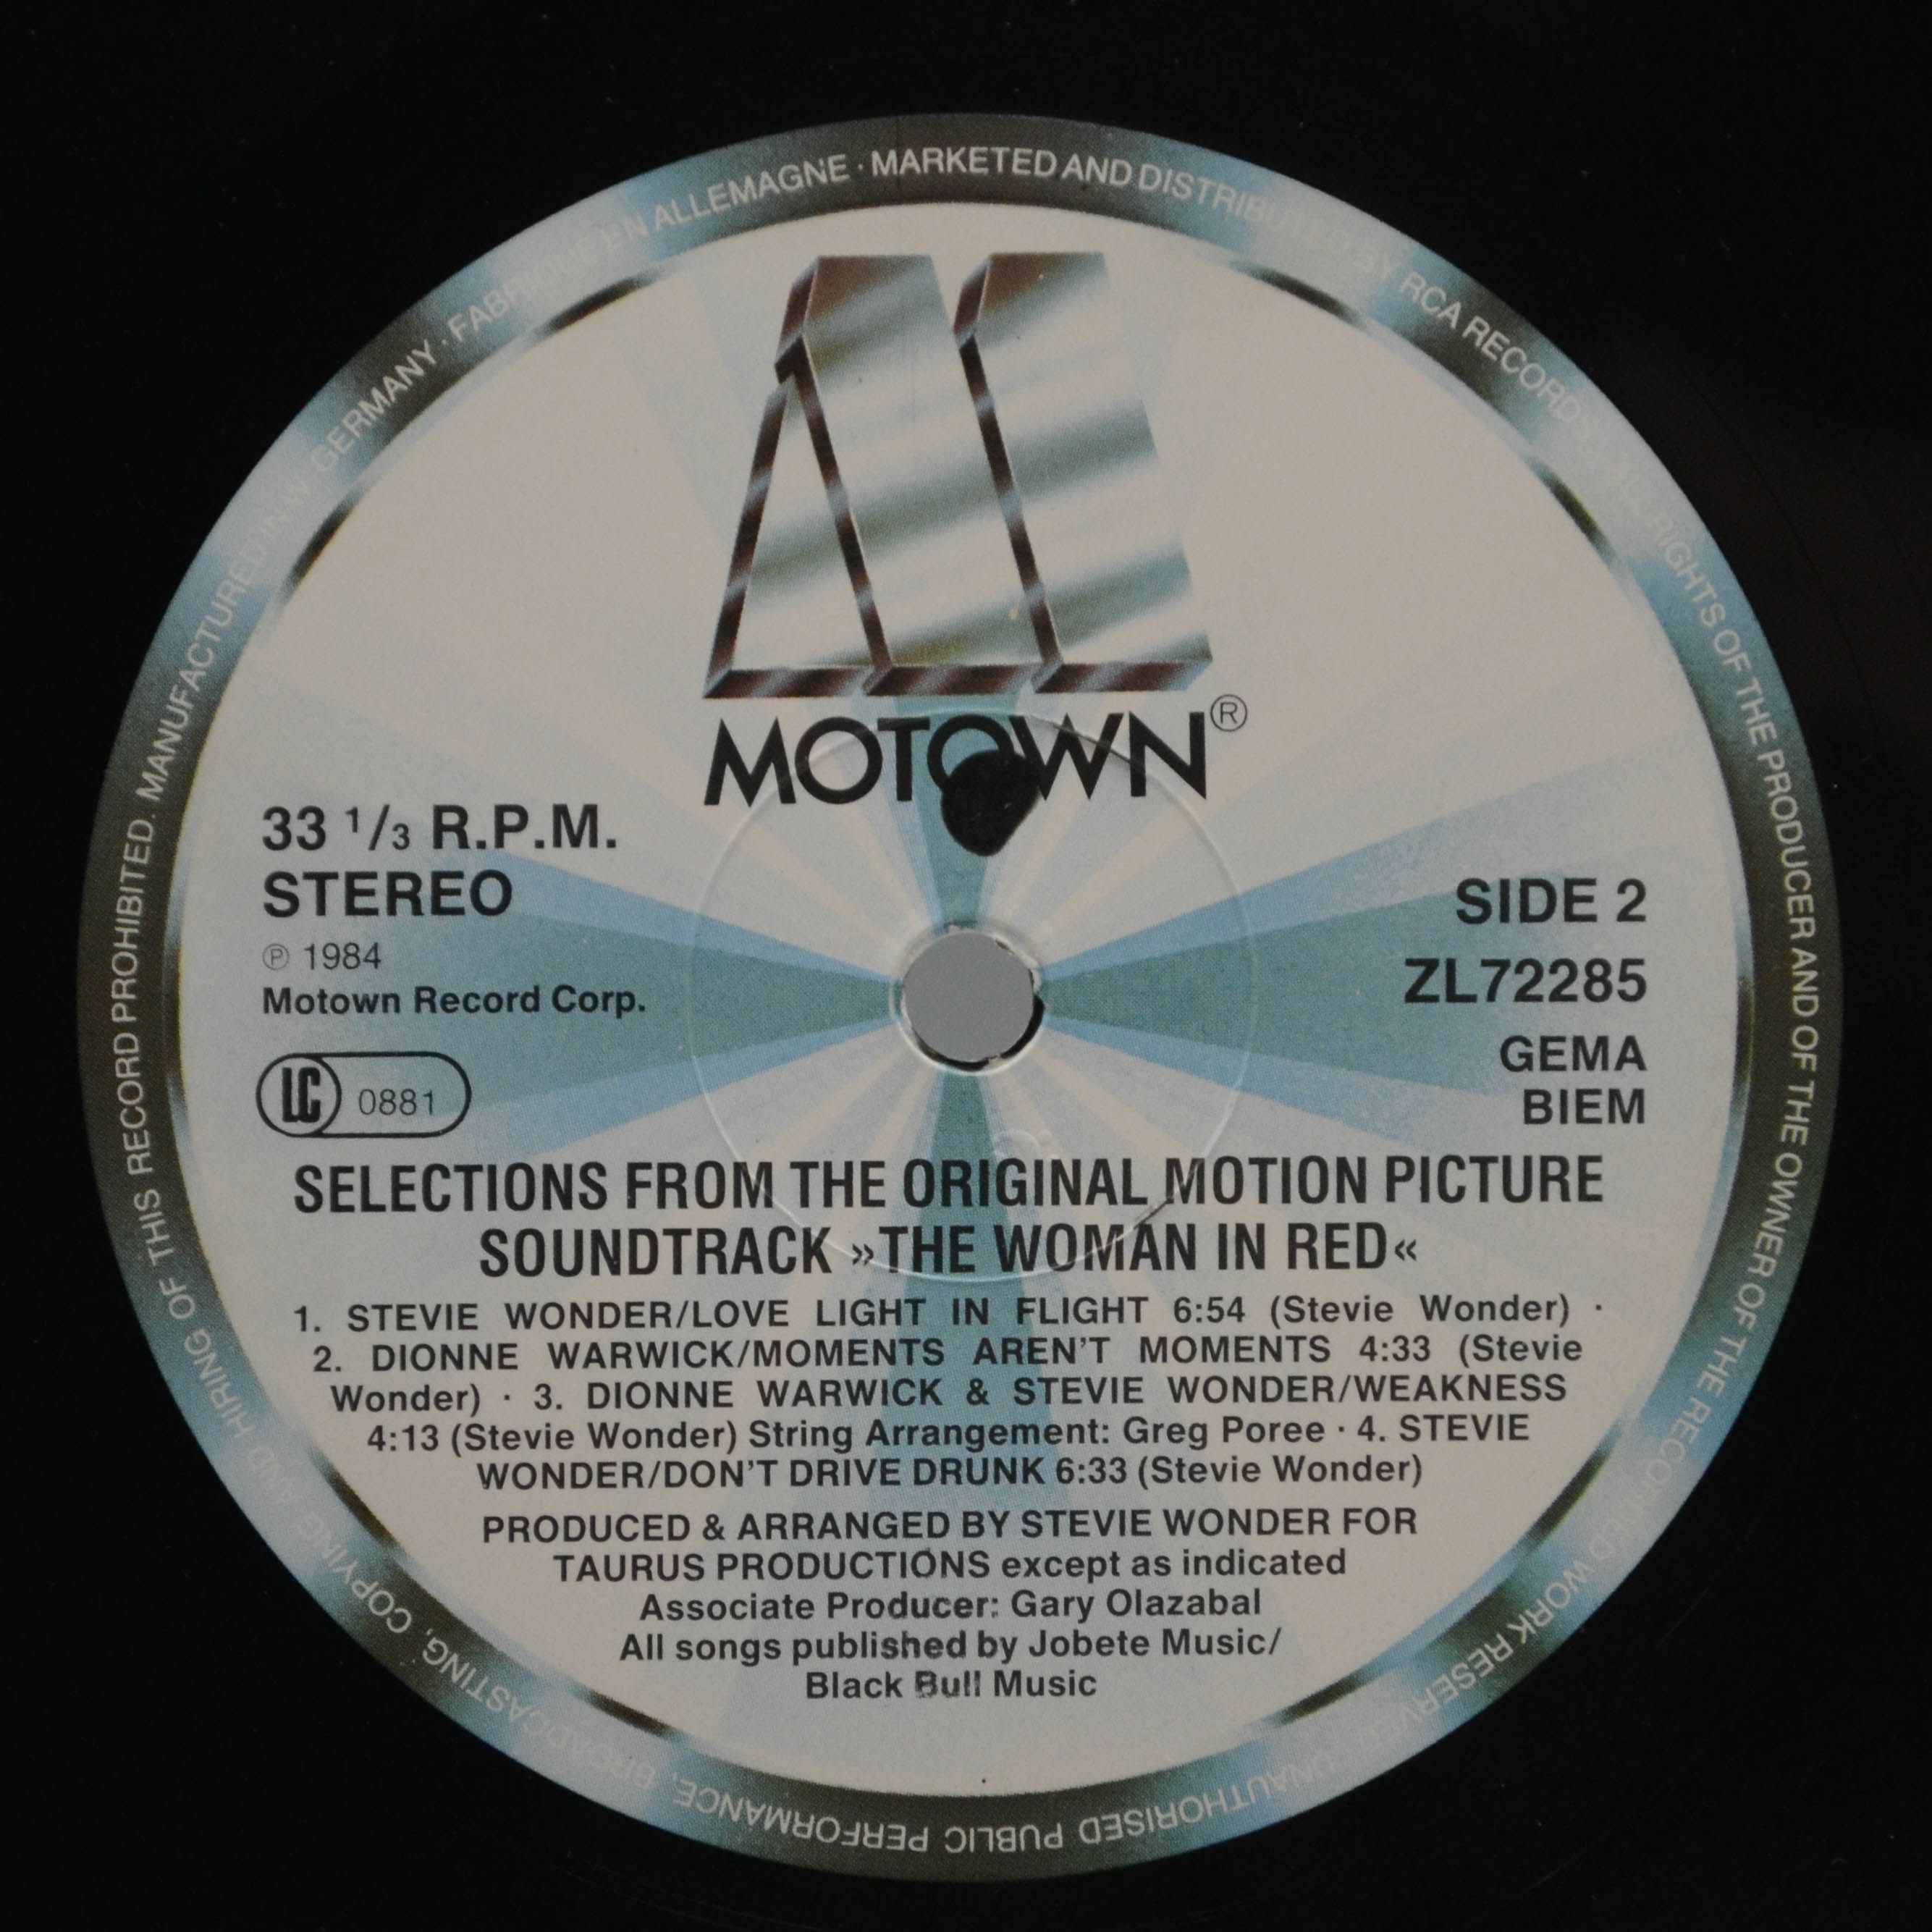 MANUFACTURED IN W. GERMANY · FABRIQUE EN ALLEMAGNE · MARKETED AND DISTRIBUTED BY RCA RECORDS. ALL RIGHTS OF THE PRODUCER AND OF THE OWNER OF THE RECORDED WORK RESERVED. UNAUTHORISED PUBLIC PERFORMANCE, BROADCASTING, COPYING AND HIRING OF THIS RECORD PROHIBITED.
MOTOWN®
33 1/3 R.P.M.
STEREO
℗ 1984
Motown Record Corp.
LC 0881
SIDE 2
ZL72285
GEMA
BIEM
SELECTIONS FROM THE ORIGINAL MOTION PICTURE
SOUNDTRACK »THE WOMAN IN RED«
1. STEVIE WONDER/LOVE LIGHT IN FLIGHT 6:54 (Stevie Wonder) ·
2. DIONNE WARWICK/MOMENTS AREN'T MOMENTS 4:33 (Stevie
Wonder) · 3. DIONNE WARWICK & STEVIE WONDER/WEAKNESS
4:13 (Stevie Wonder) String Arrangement: Greg Poree · 4. STEVIE
WONDER/DON'T DRIVE DRUNK 6:33 (Stevie Wonder)
PRODUCED & ARRANGED BY STEVIE WONDER FOR
TAURUS PRODUCTIONS except as indicated
Associate Producer: Gary Olazabal
All songs published by Jobete Music/
Black Bull Music